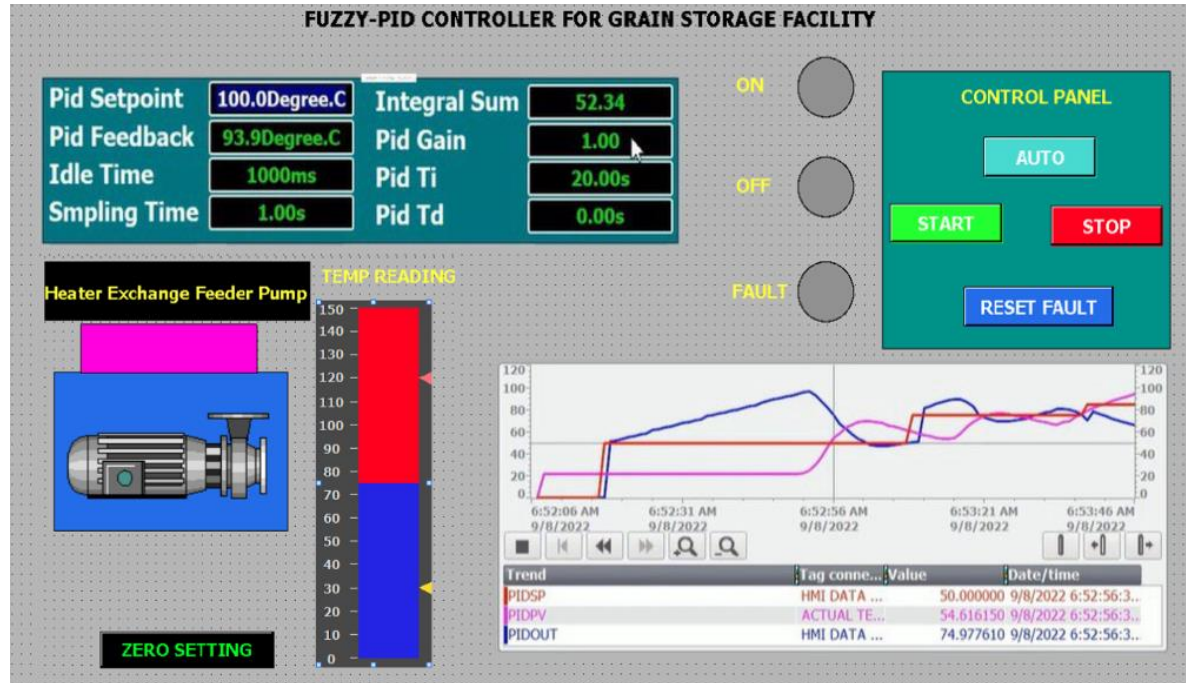 FUZZY-PID CONTROLLER FOR GRAIN STORAGE FACILITY
Pid Setpoint 100.0Degree.C Integral Sum 52.34
Pid Feedback 93.9Degree.C Pid Gain 1.00
Idle Time 1000ms Pid Ti 20.00s
Smpling Time 1.00s Pid Td 0.00s
ON
OFF
FAULT
CONTROL PANEL
AUTO
START STOP
RESET FAULT
Heater Exchange Feeder Pump
TEMP READING
150
140
130
120
110
100
90
80
70
60
50
40
30
20
10
0
ZERO SETTING
120 120
100 100
80 80
60 60
40 40
20 20
0 0
6:52:06 AM 6:52:31 AM 6:52:56 AM 6:53:21 AM 6:53:46 AM
9/8/2022 9/8/2022 9/8/2022 9/8/2022 9/8/2022
Trend Tag conne... Value Date/time
PIDSP HMI DATA ... 50.000000 9/8/2022 6:52:56:3..
PIDPV ACTUAL TE... 54.616150 9/8/2022 6:52:56:3..
PIDOUT HMI DATA ... 74.977610 9/8/2022 6:52:56:3..